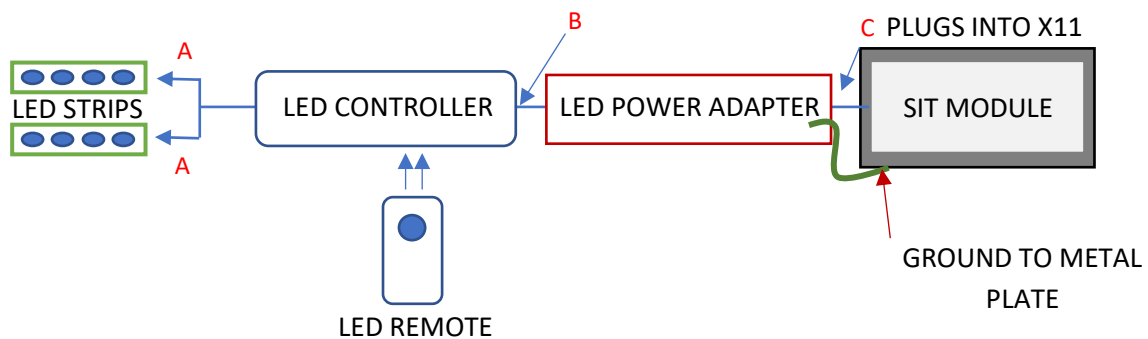 B
C PLUGS INTO X11
A
LED STRIPS
LED CONTROLLER
LED POWER ADAPTER
SIT MODULE
A
GROUND TO METAL
PLATE
LED REMOTE